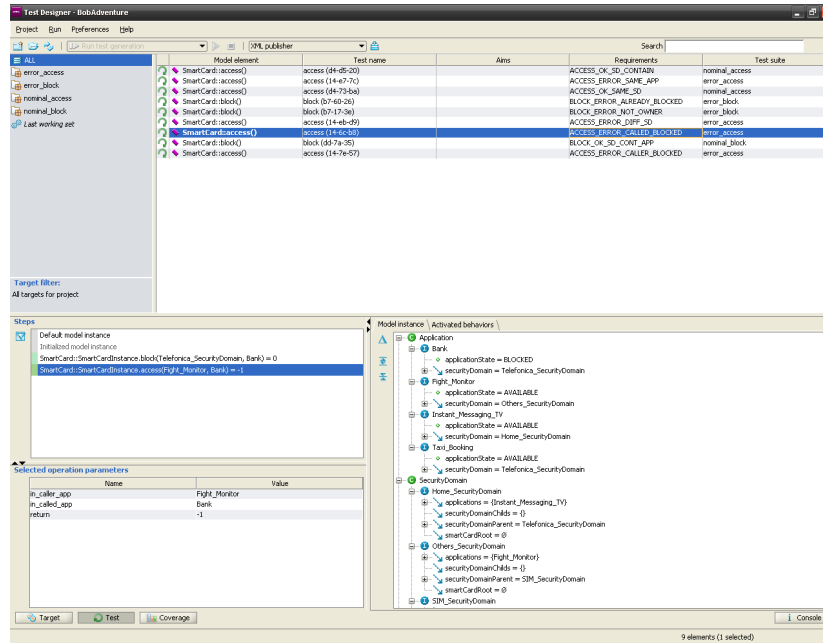 Test Designer - BobAdventure
Project Run Preferences Help
Run test generation XML publisher Search
ALL
error_access
error_block
nominal_access
nominal_block
Last working set
Target filter:
All targets for project
Model element Test name Aims Requirements Test suite
SmartCard::access() access (d4-d5-20) ACCESS_OK_SD_CONTAIN nominal_access
SmartCard::access() access (14-e7-7c) ACCESS_ERROR_SAME_APP error_access
SmartCard::access() access (d4-73-ba) ACCESS_OK_SAME_SD nominal_access
SmartCard::block() block (b7-60-26) BLOCK_ERROR_ALREADY_BLOCKED error_block
SmartCard::block() block (b7-17-3e) BLOCK_ERROR_NOT_OWNER error_block
SmartCard::access() access (14-eb-d9) ACCESS_ERROR_DIFF_SD error_access
SmartCard::access() access (14-6c-b8) ACCESS_ERROR_CALLED_BLOCKED error_access
SmartCard::block() block (dd-7a-35) BLOCK_OK_SD_CONT_APP nominal_block
SmartCard::access() access (14-7e-57) ACCESS_ERROR_CALLER_BLOCKED error_access
Steps
Default model instance
Initialized model instance
SmartCard::SmartCardInstance.block(Telefonica_SecurityDomain, Bank) = 0
SmartCard::SmartCardInstance.access(Fight_Monitor, Bank) = -1
Selected operation parameters
Name Value
in_caller_app Fight_Monitor
in_called_app Bank
return -1
Model instance Activated behaviors
Application
Bank
applicationState = BLOCKED
securityDomain = Telefonica_SecurityDomain
Fight_Monitor
applicationState = AVAILABLE
securityDomain = Others_SecurityDomain
Instant_Messaging_TV
applicationState = AVAILABLE
securityDomain = Home_SecurityDomain
Taxi_Booking
applicationState = AVAILABLE
securityDomain = Telefonica_SecurityDomain
SecurityDomain
Home_SecurityDomain
applications = {Instant_Messaging_TV}
securityDomainChilds = {}
securityDomainParent = Telefonica_SecurityDomain
smartCardRoot = Ø
Others_SecurityDomain
applications = {Fight_Monitor}
securityDomainChilds = {}
securityDomainParent = SIM_SecurityDomain
smartCardRoot = Ø
SIM_SecurityDomain
Target Test Coverage Console
9 elements (1 selected)